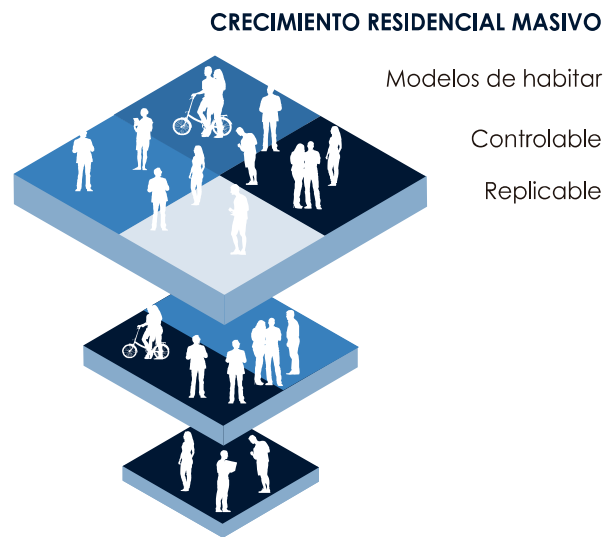 CRECIMIENTO RESIDENCIAL MASIVO
Modelos de habitar
Controlable
Replicable